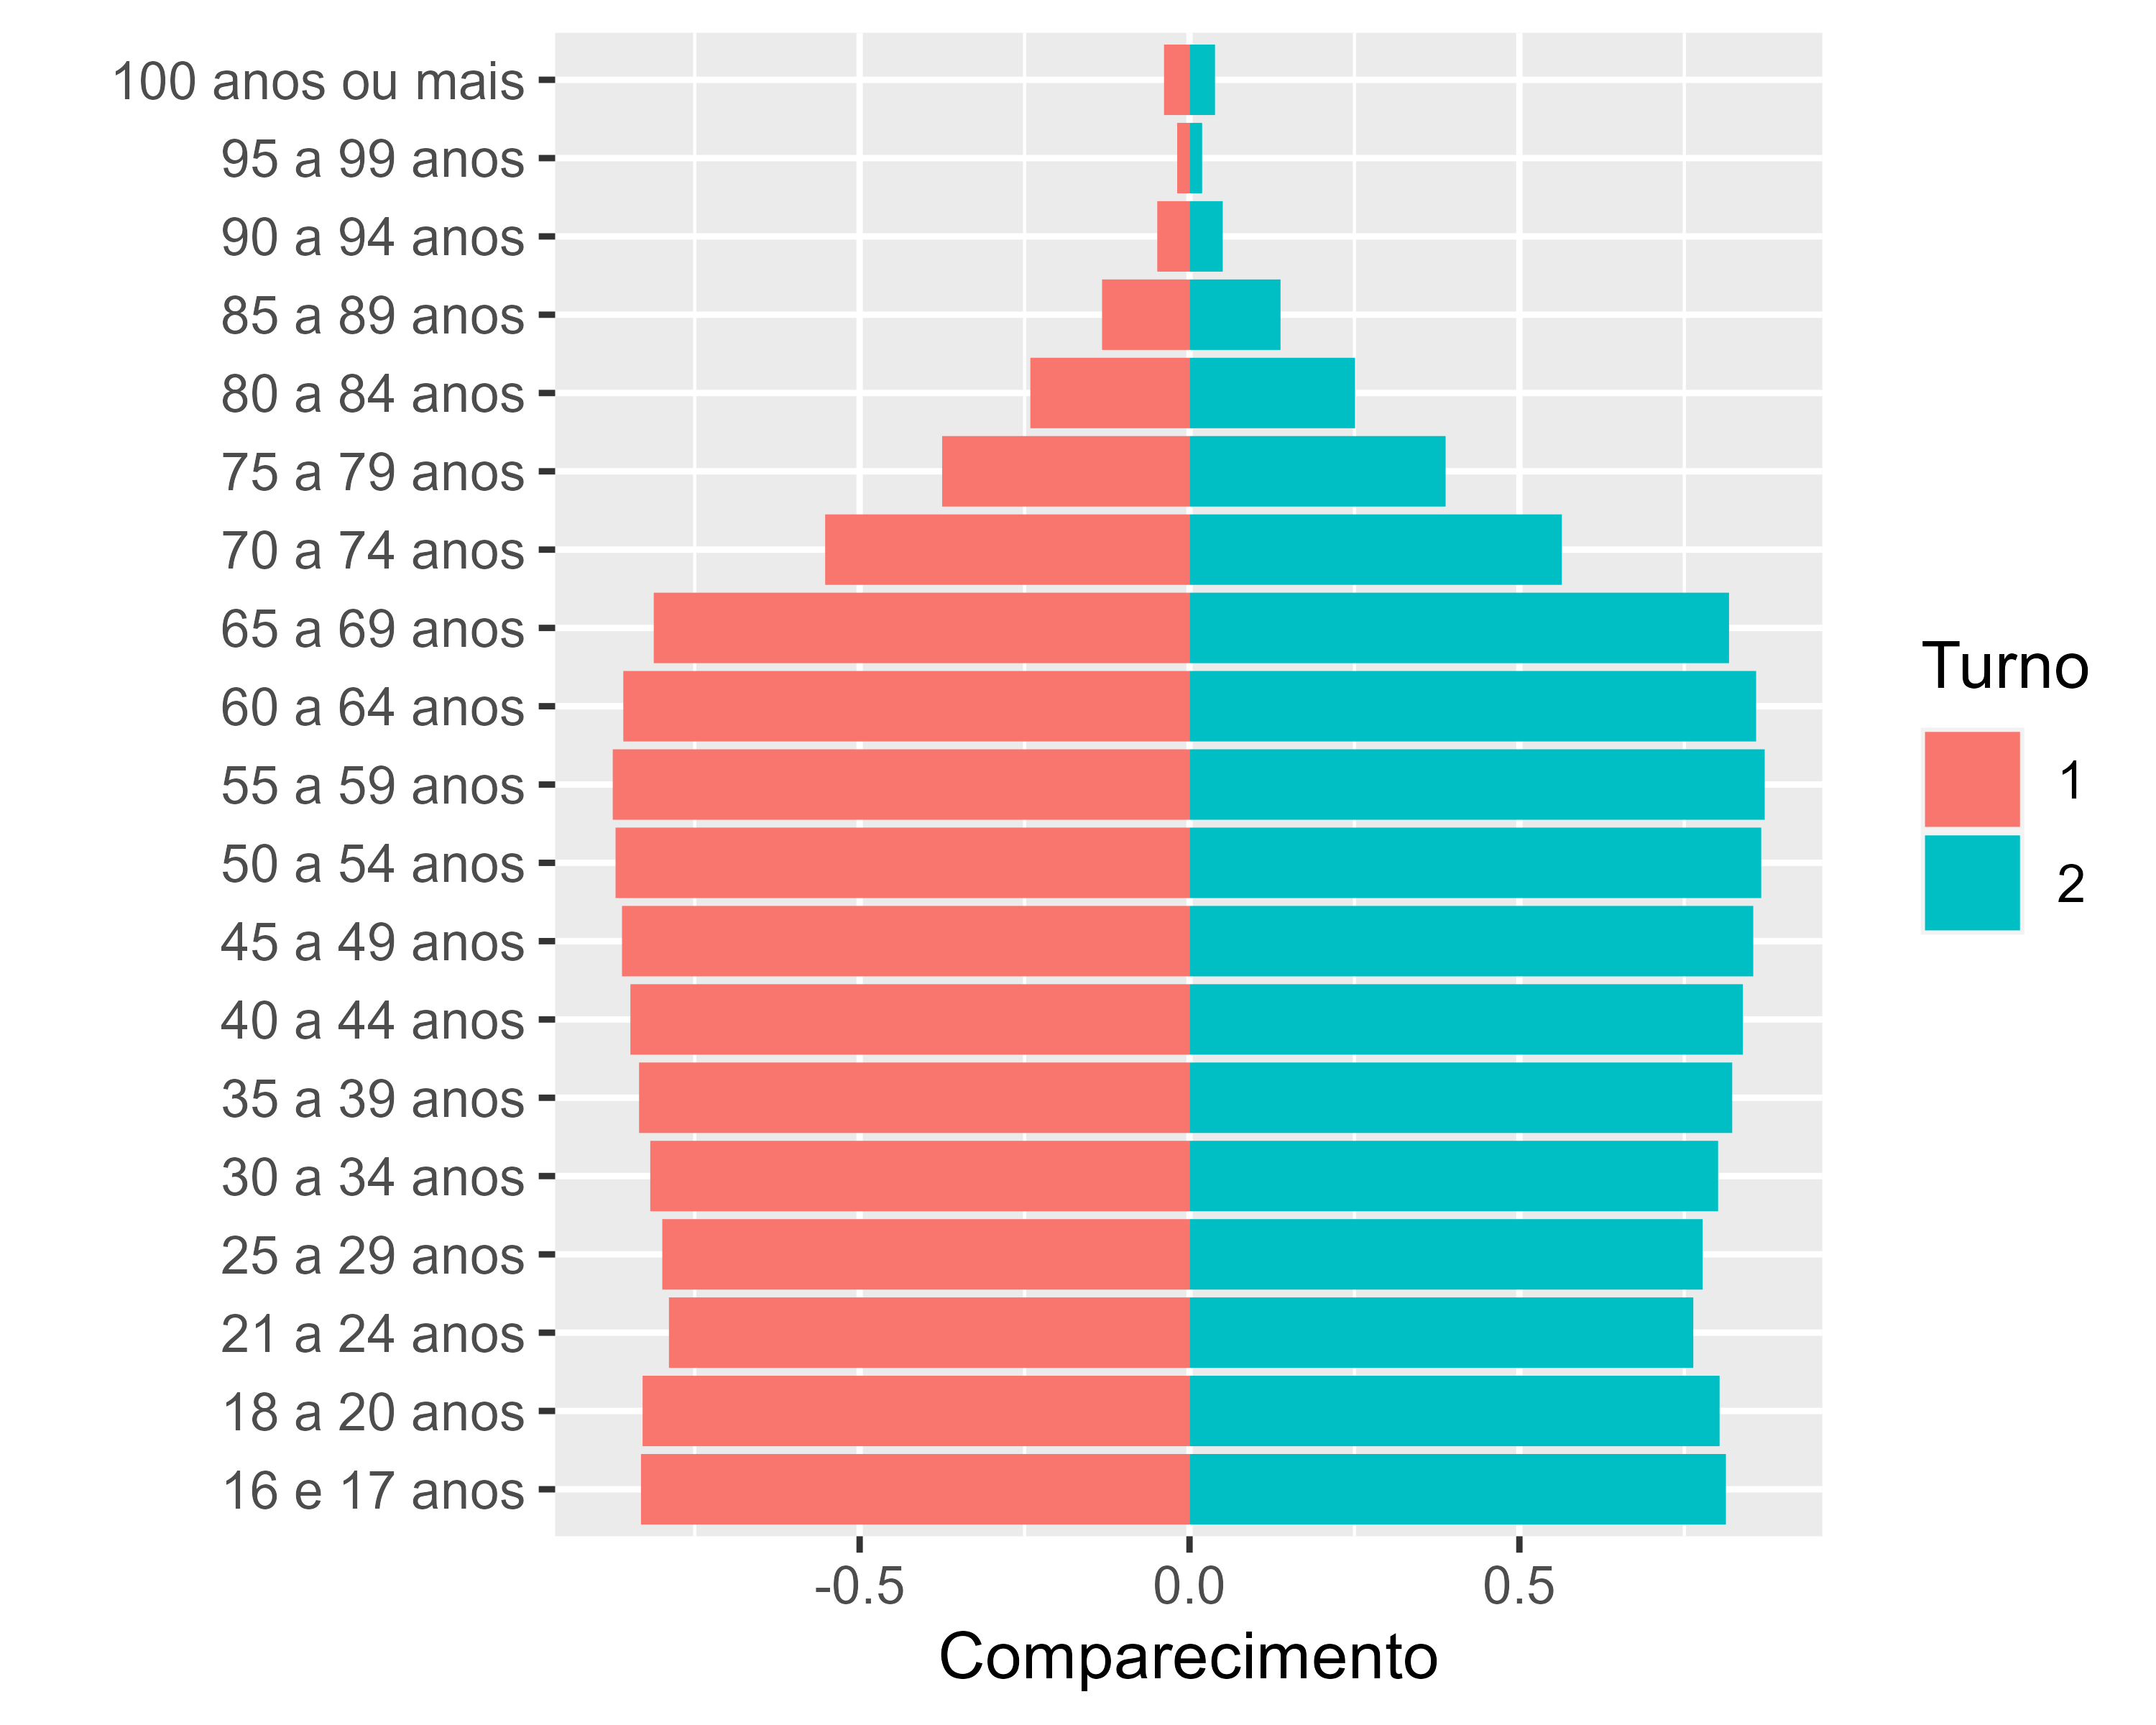 100 anos ou mais
95 a 99 anos
90 a 94 anos
85 a 89 anos
80 a 84 anos
75 a 79 anos
70 a 74 anos
65 a 69 anos
60 a 64 anos
55 a 59 anos
50 a 54 anos
45 a 49 anos
40 a 44 anos
35 a 39 anos
30 a 34 anos
25 a 29 anos
21 a 24 anos
18 a 20 anos
16 e 17 anos
-0.5 0.0 0.5
Comparecimento
Turno
1
2